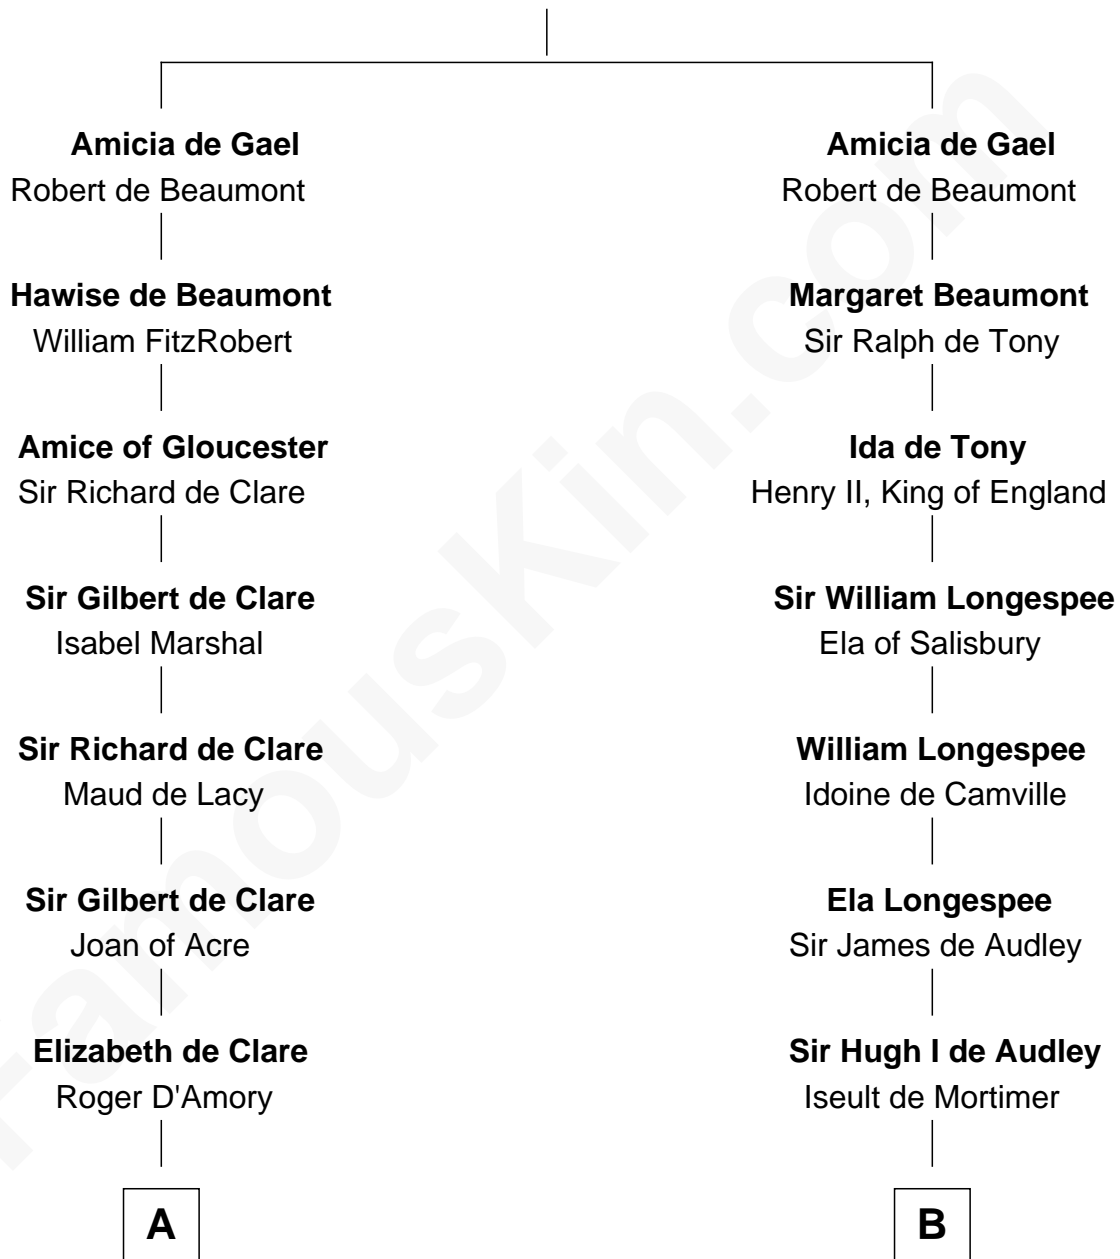 Amicia de Gael
Robert de Beaumont
Hawise de Beaumont
William FitzRobert
Amice of Gloucester
Sir Richard de Clare
Sir Gilbert de Clare
Isabel Marshal
Sir Richard de Clare
Maud de Lacy
Sir Gilbert de Clare
Joan of Acre
Elizabeth de Clare
Roger D'Amory
A
Amicia de Gael
Robert de Beaumont
Margaret Beaumont
Sir Ralph de Tony
Ida de Tony
Henry II, King of England
Sir William Longespee
Ela of Salisbury
William Longespee
Idoine de Camville
Ela Longespee
Sir James de Audley
Sir Hugh I de Audley
Iseult de Mortimer
B
FamousKin.com